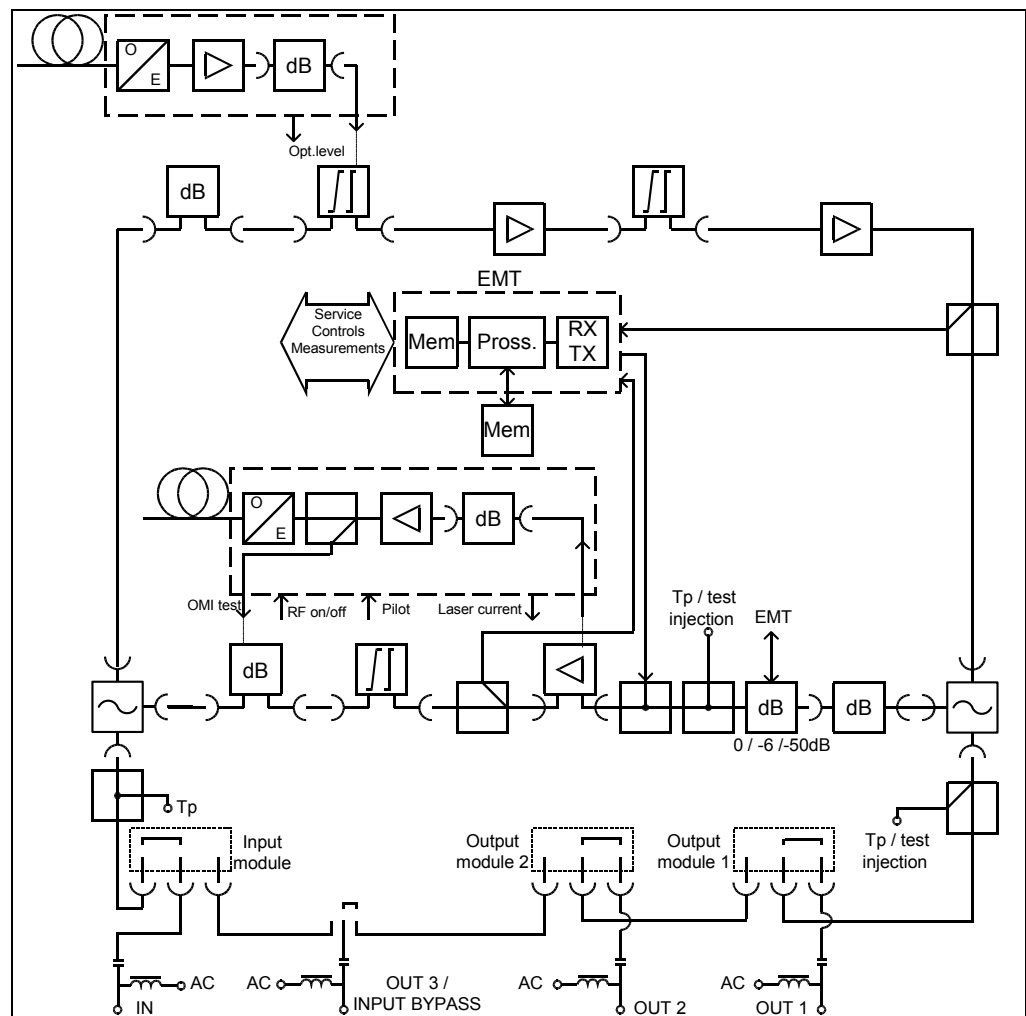 O
E
dB
Opt.level
dB
EMT
Service
Controls
Measurements
Mem
Pross.
RX
TX
Mem
O
E
dB
OMI test
RF on/off
Pilot
Laser current
Tp / test
injection
EMT
dB
dB
dB
0 / -6 /-50dB
Tp
Tp / test
injection
Input
module
Output
module 2
Output
module 1
AC
IN
AC
OUT 3 /
INPUT BYPASS
AC
OUT 2
AC
OUT 1